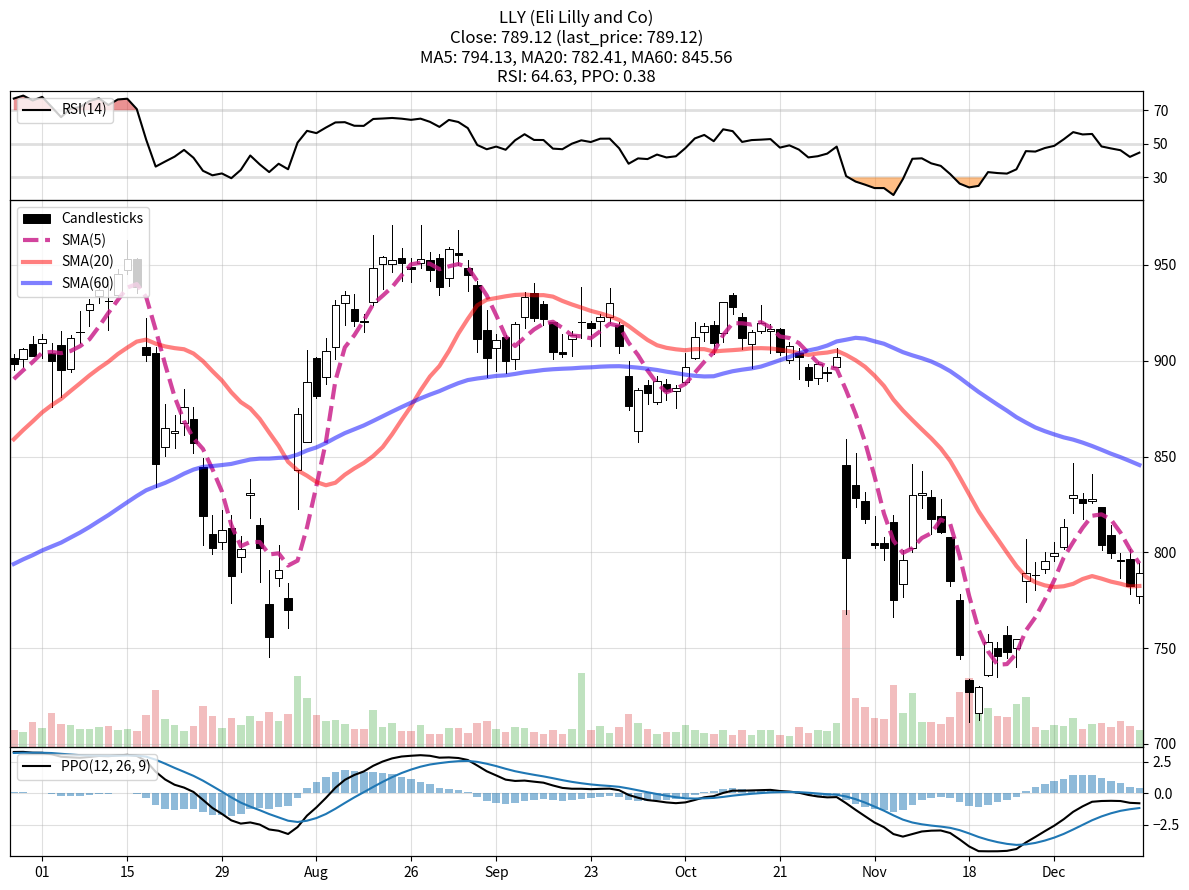 LLY (Eli Lilly and Co)
Close: 789.12 (last_price: 789.12)
MA5: 794.13, MA20: 782.41, MA60: 845.56
RSI: 64.63, PPO: 0.38
RSI(14)
70
50
30
Candlesticks
SMA(5)
SMA(20)
SMA(60)
950
900
850
800
750
700
PPO(12, 26, 9)
2.5
0.0
−2.5
01 15 29 Aug 26 Sep 23 Oct 21 Nov 18 Dec